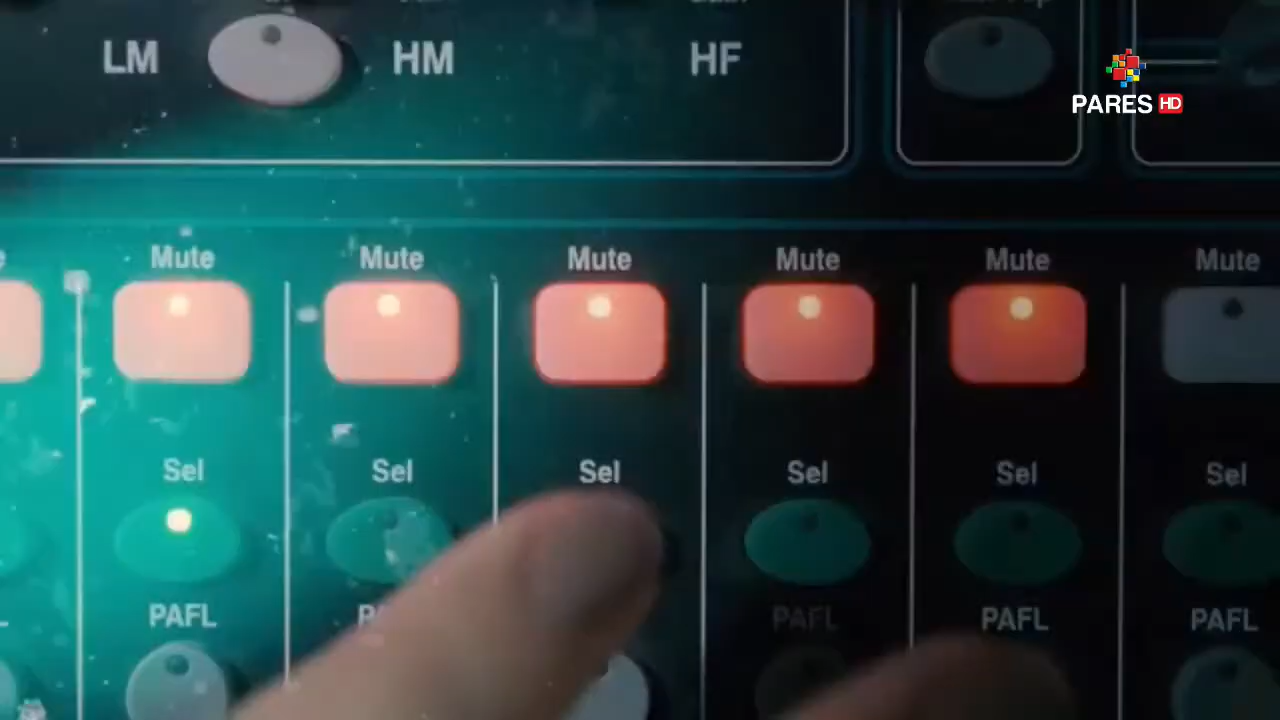 LM HM HF
PARES HD
Mute Mute Mute Mute Mute Mute
Sel Sel Sel Sel Sel Sel
PAFL PAFL PAFL PAFL